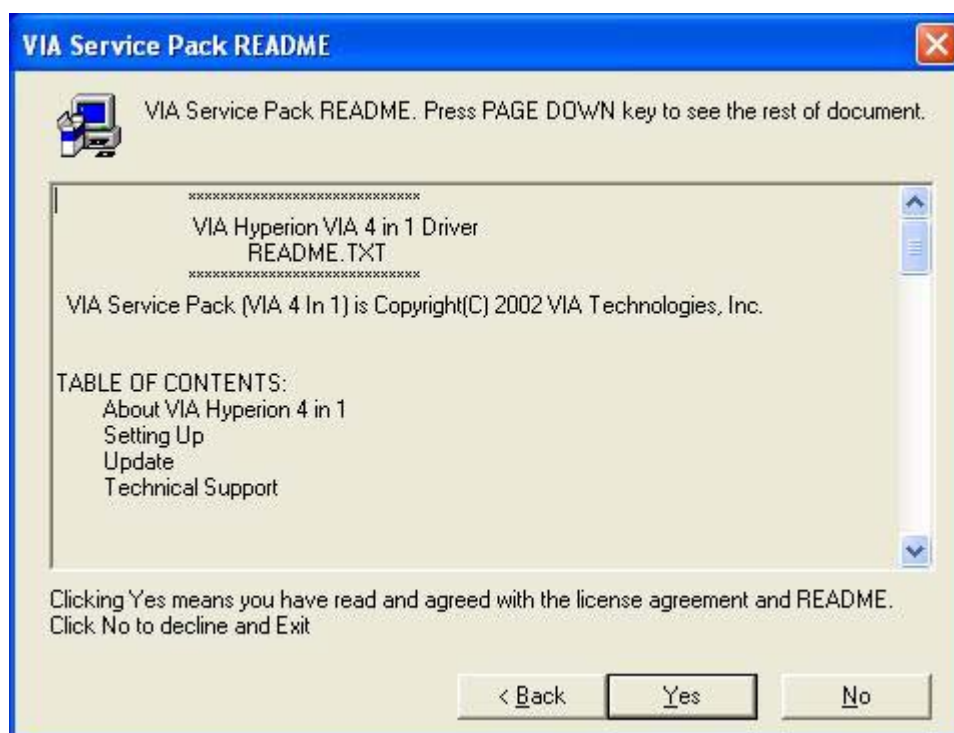 VIA Service Pack README
VIA Service Pack README. Press PAGE DOWN key to see the rest of document.
*****************************
VIA Hyperion VIA 4 in 1 Driver
README.TXT
*****************************
VIA Service Pack (VIA 4 In 1) is Copyright(C) 2002 VIA Technologies, Inc.
TABLE OF CONTENTS:
About VIA Hyperion 4 in 1
Setting Up
Update
Technical Support
Clicking Yes means you have read and agreed with the license agreement and README.
Click No to decline and Exit
< Back
Yes
No